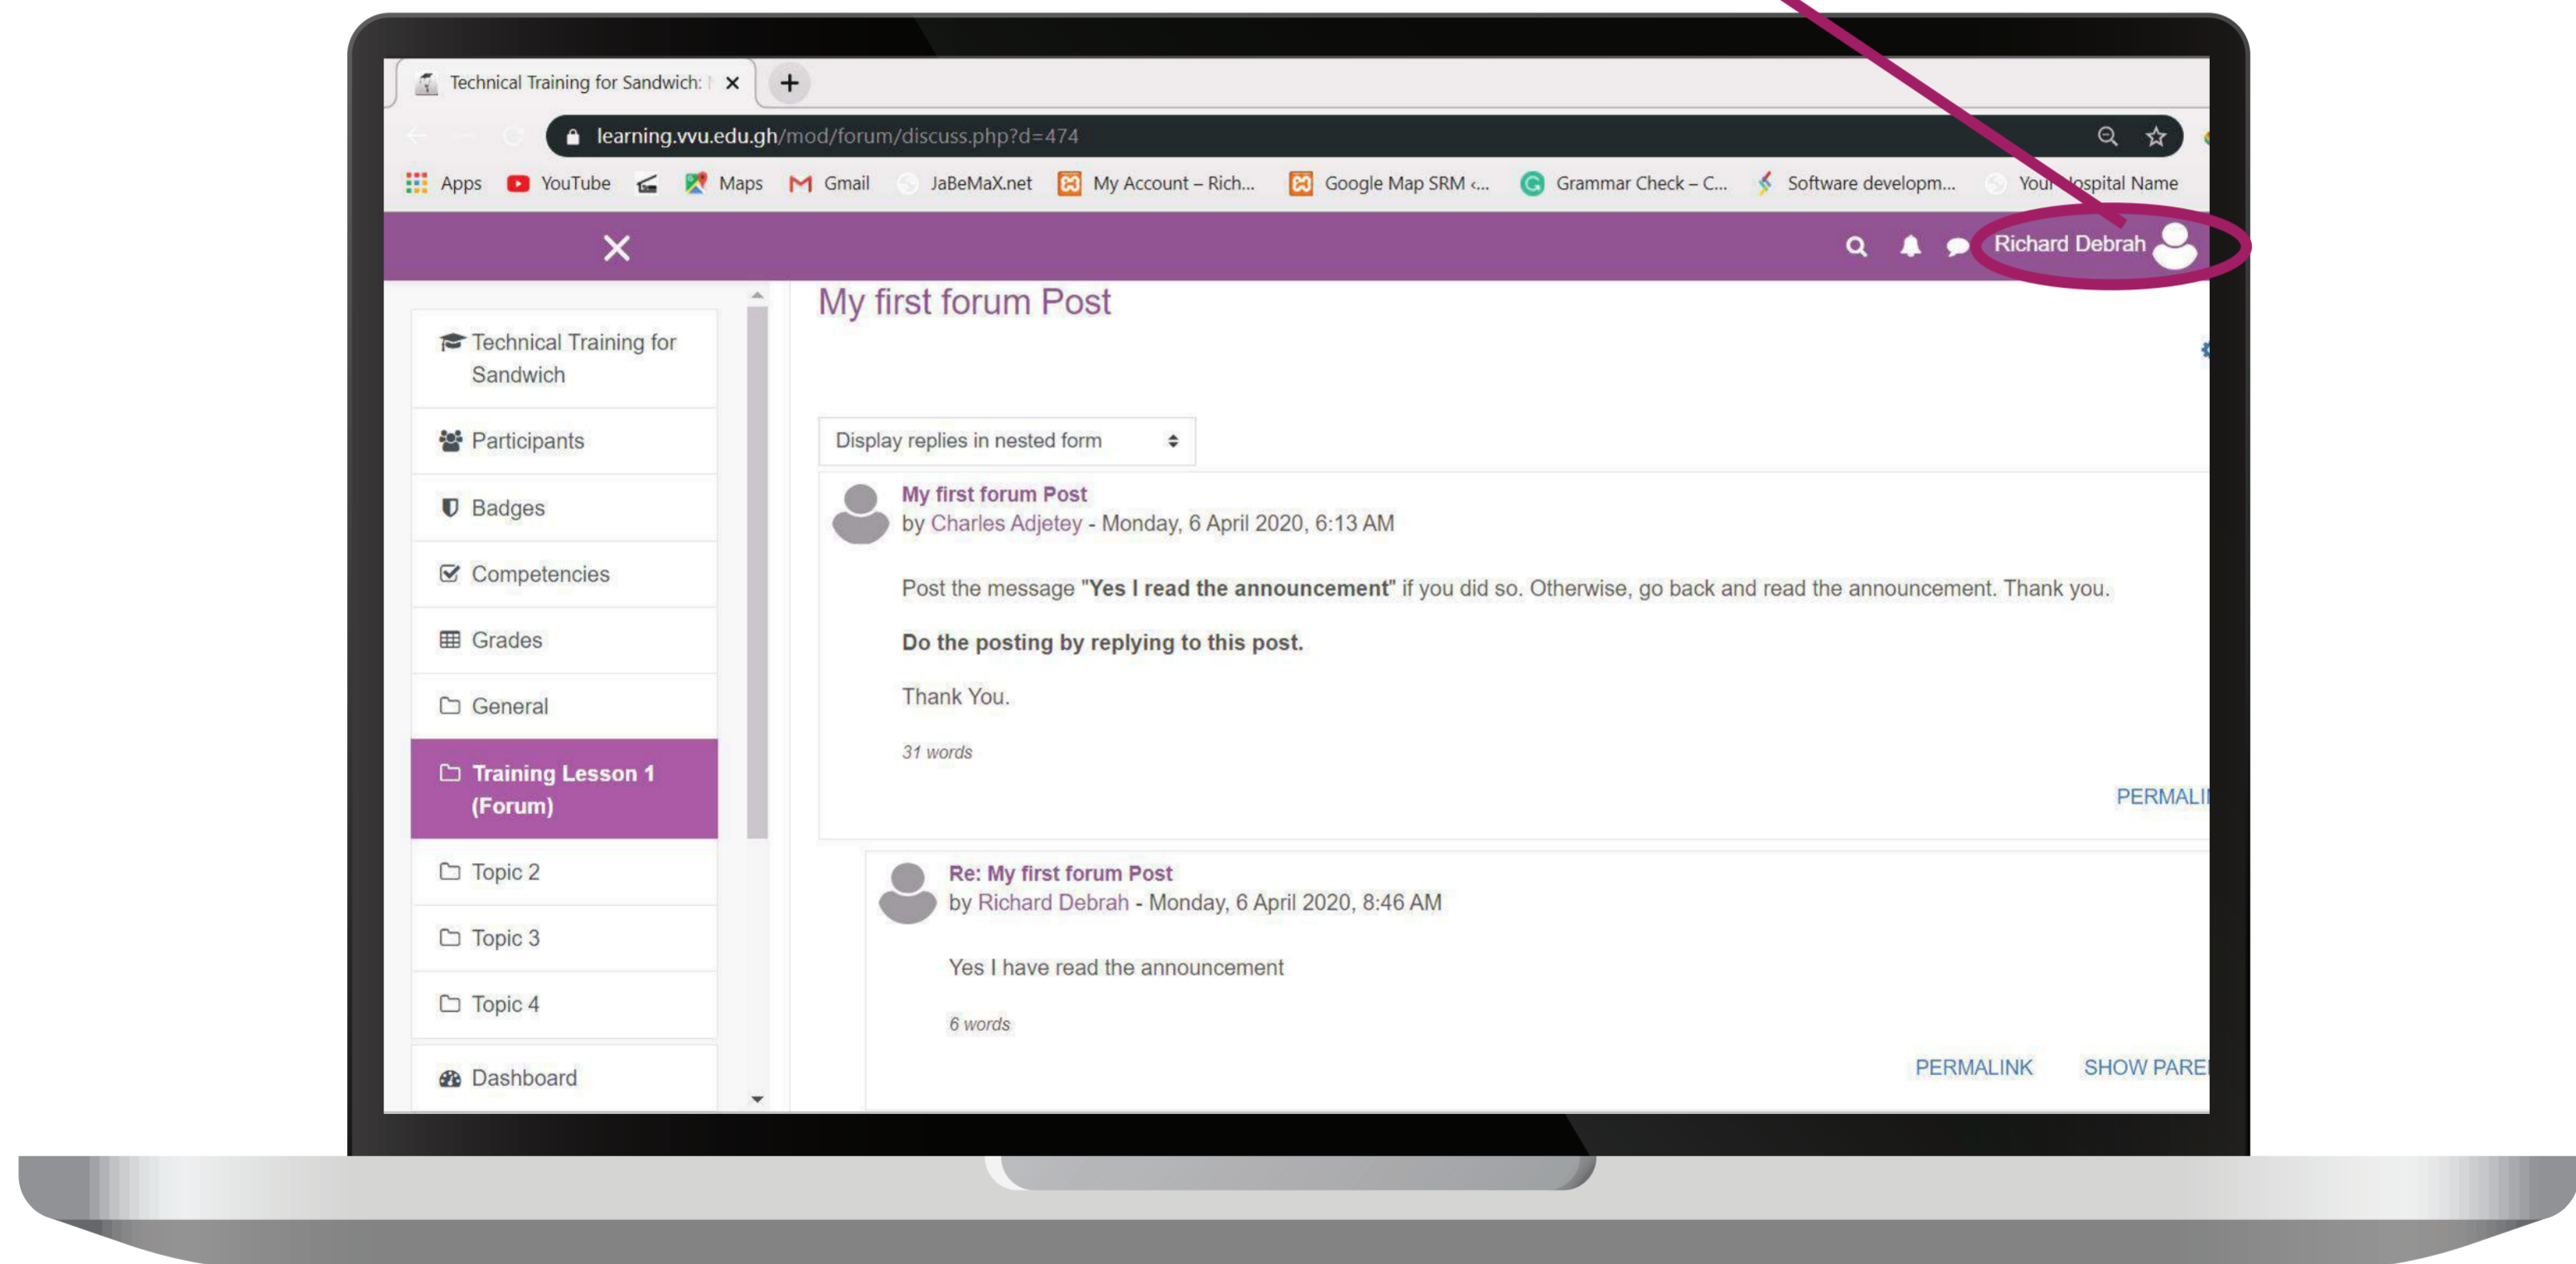 Technical Training for Sandwich:
learning.vvu.edu.gh/mod/forum/discuss.php?d=474
Apps YouTube Maps Gmail JaBeMaX.net My Account – Rich... Google Map SRM ‹... Grammar Check – C... Software developm... Your Hospital Name
Richard Debrah
My first forum Post
Technical Training for
Sandwich
Participants
Badges
Competencies
Grades
General
Training Lesson 1
(Forum)
Topic 2
Topic 3
Topic 4
Dashboard
Display replies in nested form
My first forum Post
by Charles Adjetey - Monday, 6 April 2020, 6:13 AM
Post the message "Yes I read the announcement" if you did so. Otherwise, go back and read the announcement. Thank you.
Do the posting by replying to this post.
Thank You.
31 words
PERMALI
Re: My first forum Post
by Richard Debrah - Monday, 6 April 2020, 8:46 AM
Yes I have read the announcement
6 words
PERMALINK SHOW PARE